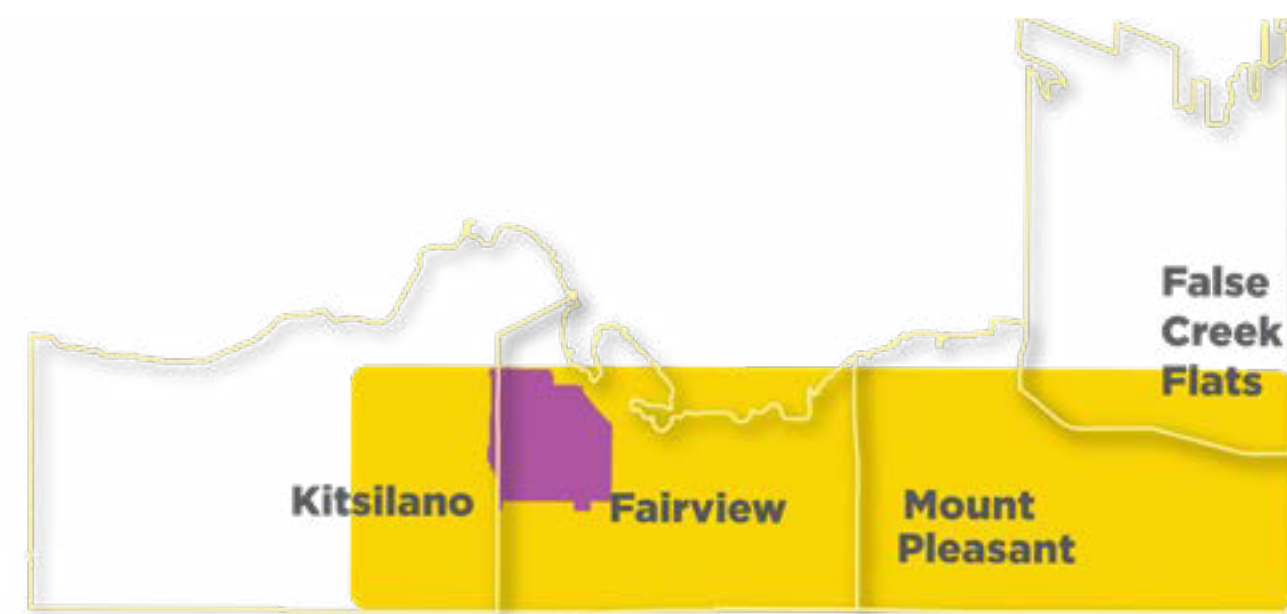 False
Creek
Flats
Kitsilano
Fairview
Mount
Pleasant